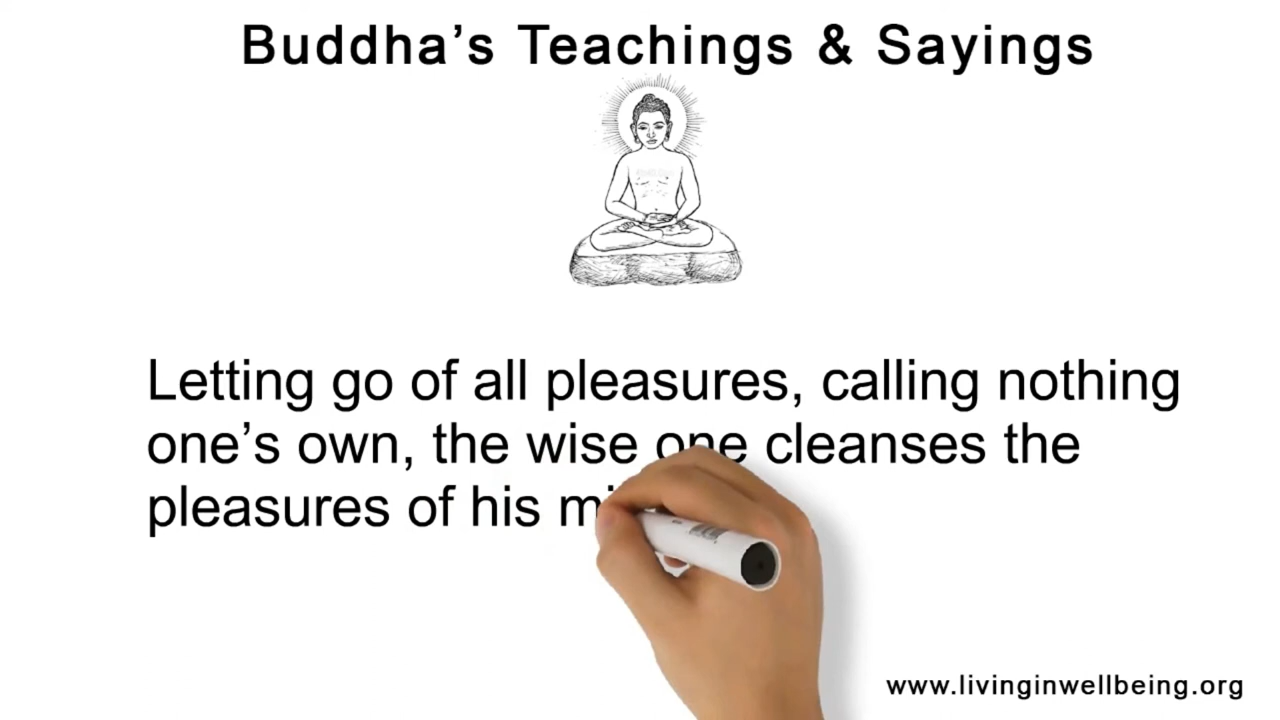 Buddha’s Teachings & Sayings
Letting go of all pleasures, calling nothing
one’s own, the wise one cleanses the
pleasures of his
www.livinginwellbeing.org